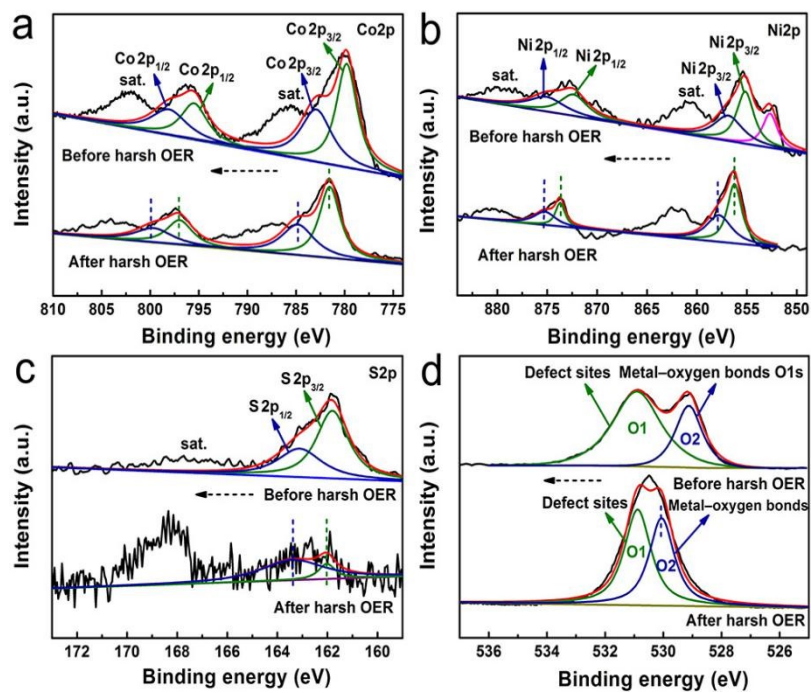 a
Co 2p3/2
Co2p
Co 2p1/2
Co 2p1/2
Co 2p3/2
sat.
sat.
Before harsh OER
After harsh OER
Intensity (a.u.)
810 805 800 795 790 785 780 775
Binding energy (eV)
b
Ni2p
Ni 2p1/2
Ni 2p1/2
Ni 2p3/2
Ni 2p3/2
sat.
sat.
Before harsh OER
After harsh OER
Intensity (a.u.)
880 875 870 865 860 855 850
Binding energy (eV)
c
S2p
S 2p3/2
S 2p1/2
sat.
Before harsh OER
After harsh OER
Intensity (a.u.)
172 170 168 166 164 162 160
Binding energy (eV)
d
Defect sites Metal–oxygen bonds O1s
O1
O2
Before harsh OER
Defect sites
Metal–oxygen bonds
O1
O2
After harsh OER
Intensity (a.u.)
536 534 532 530 528 526
Binding energy (eV)